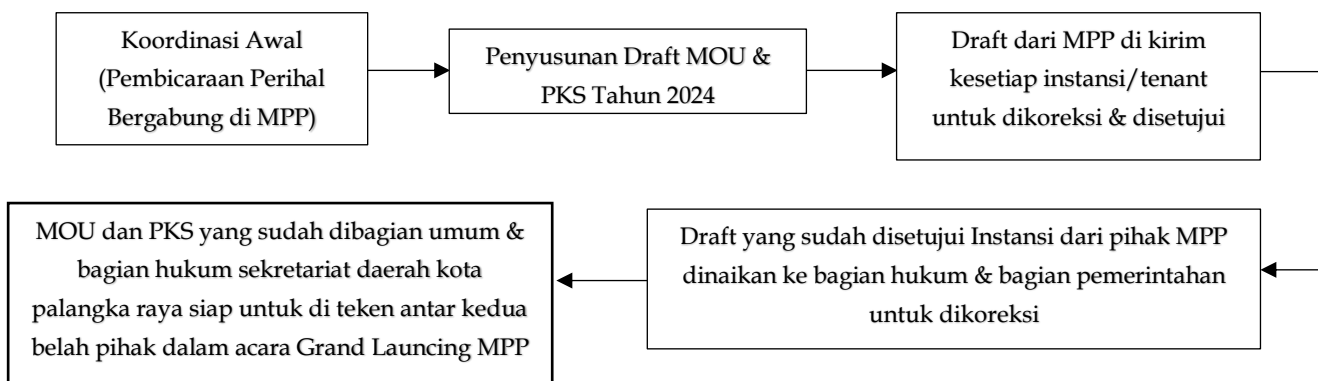 Koordinasi Awal
(Pembicaraan Perihal
Bergabung di MPP)
Penyusunan Draft MOU &
PKS Tahun 2024
Draft dari MPP di kirim
kesetiap instansi/tenant
untuk dikoreksi & disetujui
Draft yang sudah disetujui Instansi dari pihak MPP
dinaikan ke bagian hukum & bagian pemerintahan
untuk dikoreksi
MOU dan PKS yang sudah dibagian umum &
bagian hukum sekretariat daerah kota
palangka raya siap untuk di teken antar kedua
belah pihak dalam acara Grand Launcing MPP